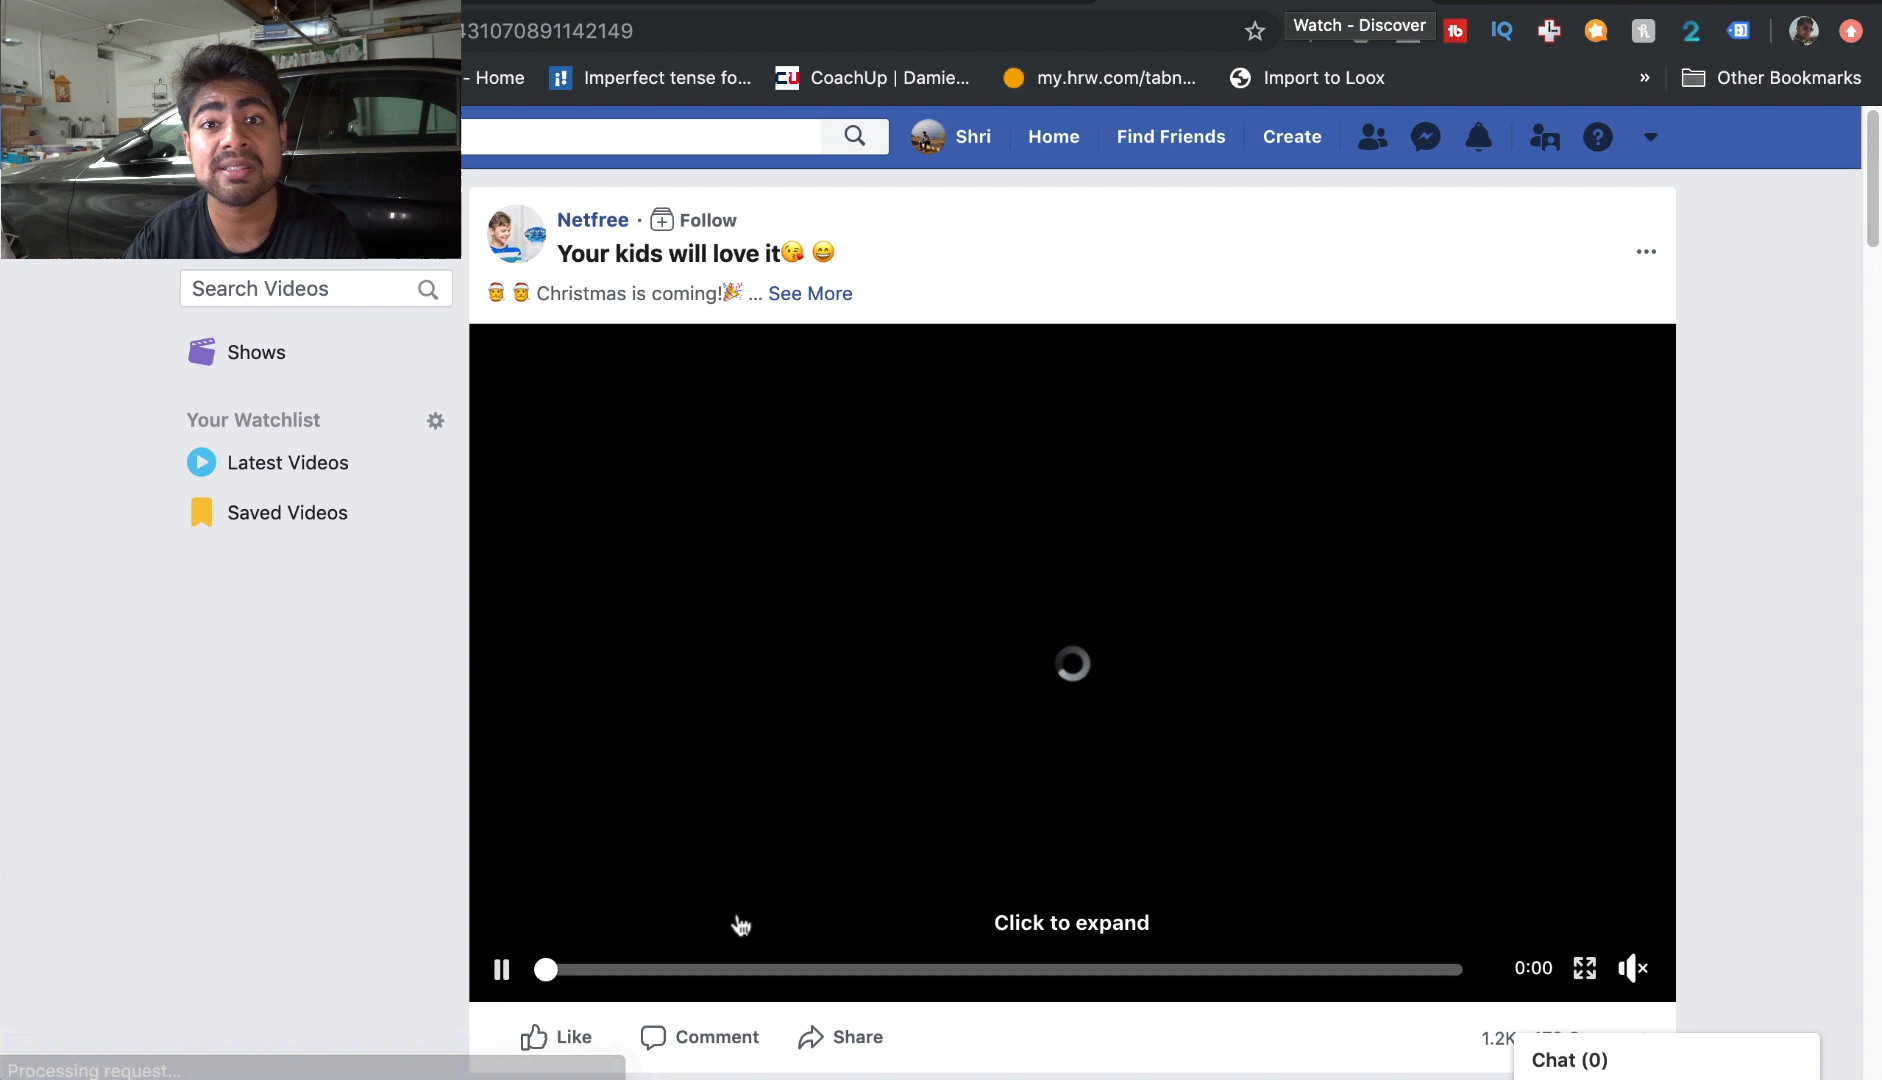 431070891142149
Watch - Discover
- Home
Imperfect tense fo...
CoachUp | Damie...
my.hrw.com/tabn...
Import to Loox
»
Other Bookmarks
Shri
Home
Find Friends
Create
Netfree · Follow
Your kids will love it😘 😄
🎅 🎅 Christmas is coming!🎉 ... See More
Search Videos
Shows
Your Watchlist
Latest Videos
Saved Videos
Click to expand
0:00
Like
Comment
Share
1.2K
Chat (0)
Processing request...